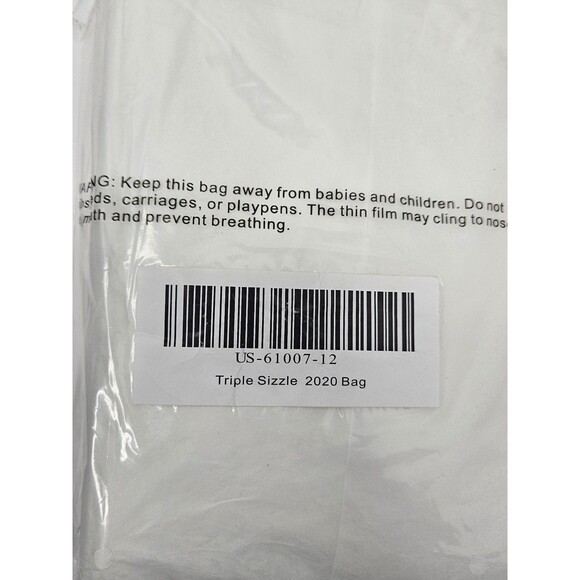 NG: Keep this bag away from babies and children. Do not
carriages, or playpens. The thin film may cling to
and prevent breathing.
US-61007-12
Triple Sizzle 2020 Bag